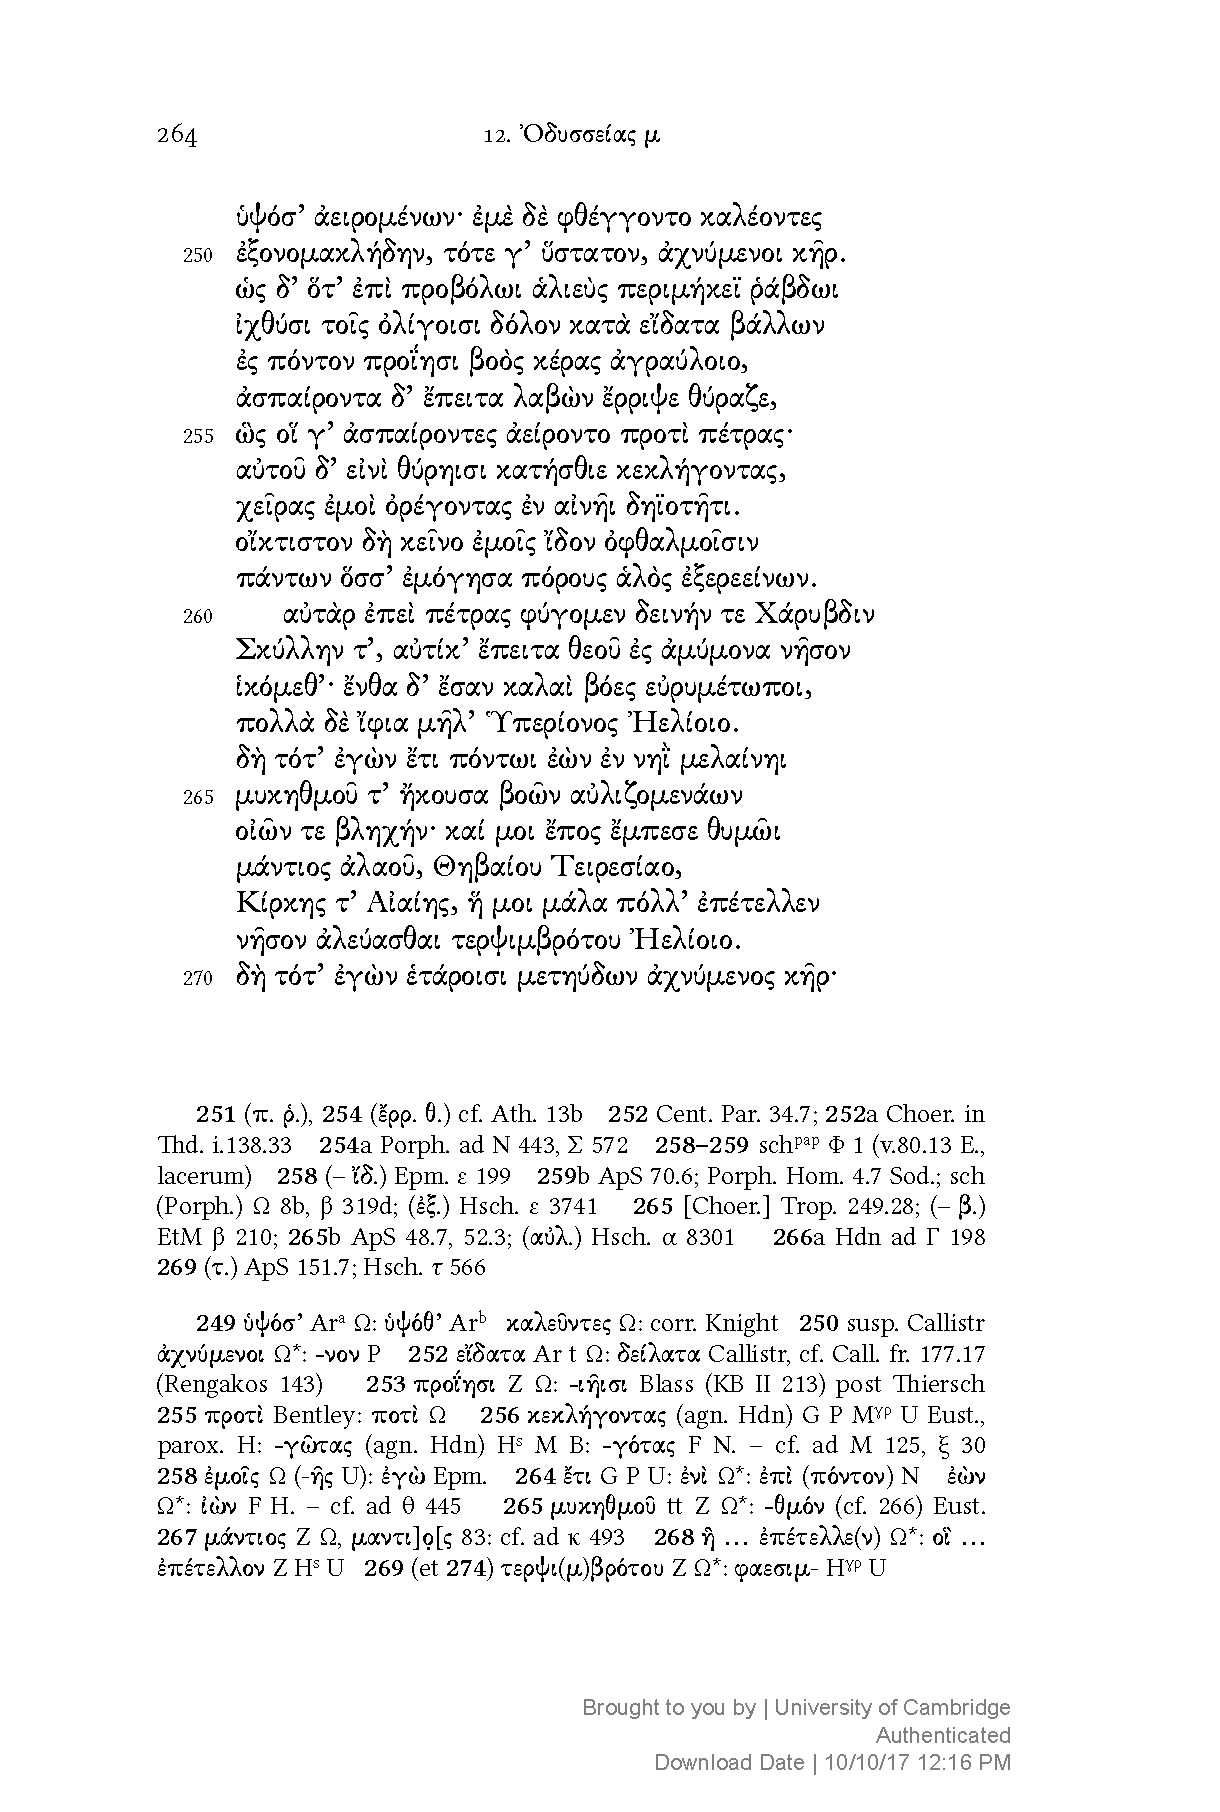 264 12. Ὀδυσσείας μ
ὑψόσ’ ἀειρομένων· ἐμὲ δὲ φθέγγοντο καλέοντες
250 ἐξονομακλήδην, τότε γ’ ὕστατον, ἀχνύμενοι κῆρ.
ὡς δ’ ὅτ’ ἐπὶ προβόλωι ἁλιεὺς περιμήκεϊ ῥάβδωι
ἰχθύσι τοῖς ὀλίγοισι δόλον κατὰ εἴδατα βάλλων
ἐς πόντον προΐησι βοὸς κέρας ἀγραύλοιο,
ἀσπαίροντα δ’ ἔπειτα λαβὼν ἔρριψε θύραζε,
255 ὣς οἵ γ’ ἀσπαίροντες ἀείροντο προτὶ πέτρας·
αὐτοῦ δ’ εἰνὶ θύρηισι κατήσθιε κεκλήγοντας,
χεῖρας ἐμοὶ ὀρέγοντας ἐν αἰνῆι δηϊοτῆτι.
οἴκτιστον δὴ κεῖνο ἐμοῖς ἴδον ὀφθαλμοῖσιν
πάντων ὅσσ’ ἐμόγησα πόρους ἁλὸς ἐξερεείνων.
260 αὐτὰρ ἐπεὶ πέτρας φύγομεν δεινήν τε Χάρυβδιν
Σκύλλην τ’, αὐτίκ’ ἔπειτα θεοῦ ἐς ἀμύμονα νῆσον
ἱκόμεθ’· ἔνθα δ’ ἔσαν καλαὶ βόες εὐρυμέτωποι,
πολλὰ δὲ ἴφια μῆλ’ Ὑπερίονος Ἠελίοιο.
δὴ τότ’ ἐγὼν ἔτι πόντωι ἐὼν ἐν νηῒ μελαίνηι
265 μυκηθμοῦ τ’ ἤκουσα βοῶν αὐλιζομενάων
οἰῶν τε βληχήν· καί μοι ἔπος ἔμπεσε θυμῶι
μάντιος ἀλαοῦ, Θηβαίου Τειρεσίαο,
Κίρκης τ’ Αἰαίης, ἥ μοι μάλα πόλλ’ ἐπέτελλεν
νῆσον ἀλεύασθαι τερψιμβρότου Ἠελίοιο.
270 δὴ τότ’ ἐγὼν ἑτάροισι μετηύδων ἀχνύμενος κῆρ·
251 (π. ῥ.), 254 (ἔρρ. θ.) cf. Ath. 13b 252 Cent. Par. 34.7; 252a Choer. in
Thd. i.138.33 254a Porph. ad Ν 443, Σ 572 258–259 schᵖᵃᵖ Φ 1 (v.80.13 E.,
lacerum) 258 (– ἴδ.) Epm. ε 199 259b ApS 70.6; Porph. Hom. 4.7 Sod.; sch
(Porph.) Ω 8b, β 319d; (ἐξ.) Hsch. ε 3741 265 [Choer.] Trop. 249.28; (– β.)
EtM β 210; 265b ApS 48.7, 52.3; (αὐλ.) Hsch. α 8301 266a Hdn ad Γ 198
269 (τ.) ApS 151.7; Hsch. τ 566
249 ὑψόσ’ Arᵃ Ω: ὑψόθ’ Arᵇ καλεῦντες Ω: corr. Knight 250 susp. Callistr
ἀχνύμενοι Ω*: -νον P 252 εἴδατα Ar t Ω: δείλατα Callistr, cf. Call. fr. 177.17
(Rengakos 143) 253 προΐησι Z Ω: -ιῆισι Blass (KB II 213) post Thiersch
255 προτὶ Bentley: ποτὶ Ω 256 κεκλήγοντας (agn. Hdn) G P Mᵞᵖ U Eust.,
parox. H: -γῶτας (agn. Hdn) Hˢ M B: -γότας F N. – cf. ad Μ 125, ξ 30
258 ἐμοῖς Ω (-ῆς U): ἐγὼ Epm. 264 ἔτι G P U: ἐνὶ Ω*: ἐπὶ (πόντον) N ἐὼν
Ω*: ἰὼν F H. – cf. ad θ 445 265 μυκηθμοῦ tt Z Ω*: -θμόν (cf. 266) Eust.
267 μάντιος Z Ω, μαντι]ο̣[ς 83: cf. ad κ 493 268 ἣ … ἐπέτελλε(ν) Ω*: οἳ …
ἐπέτελλον Z Hˢ U 269 (et 274) τερψι(μ)βρότου Z Ω*: φαεσιμ- Hᵞᵖ U
Brought to you by | University of Cambridge
Authenticated
Download Date | 10/10/17 12:16 PM